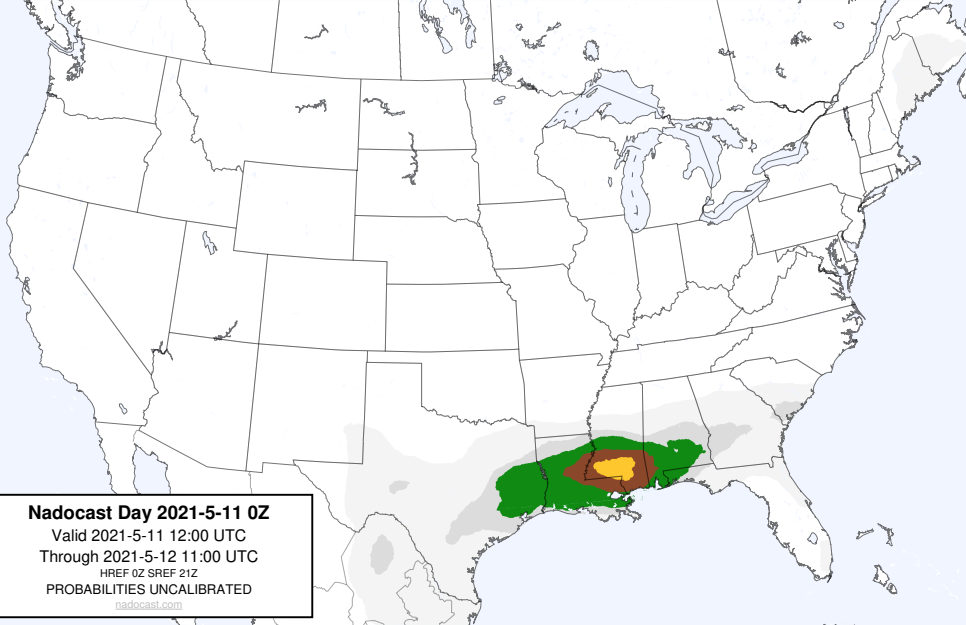 Nadocast Day 2021-5-11 0Z
Valid 2021-5-11 12:00 UTC
Through 2021-5-12 11:00 UTC
HREF 0Z SREF 21Z
PROBABILITIES UNCALIBRATED
nadocast.com